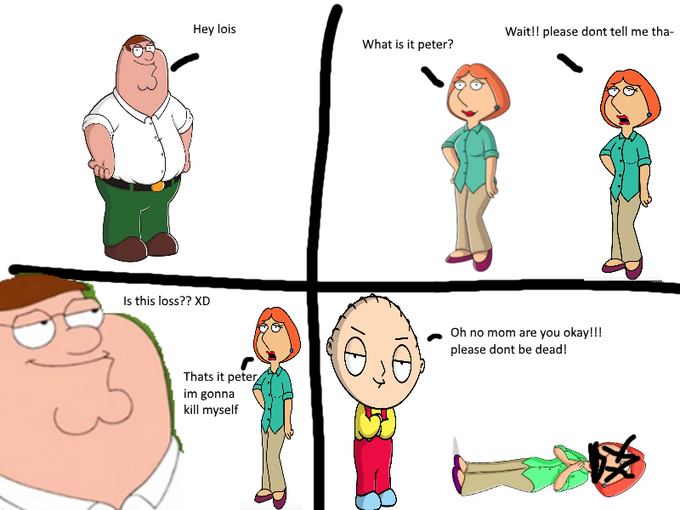 Hey lois
What is it peter?
Wait!! please dont tell me tha-
Is this loss?? XD
Thats it peter
im gonna
kill myself
Oh no mom are you okay!!!
please dont be dead!